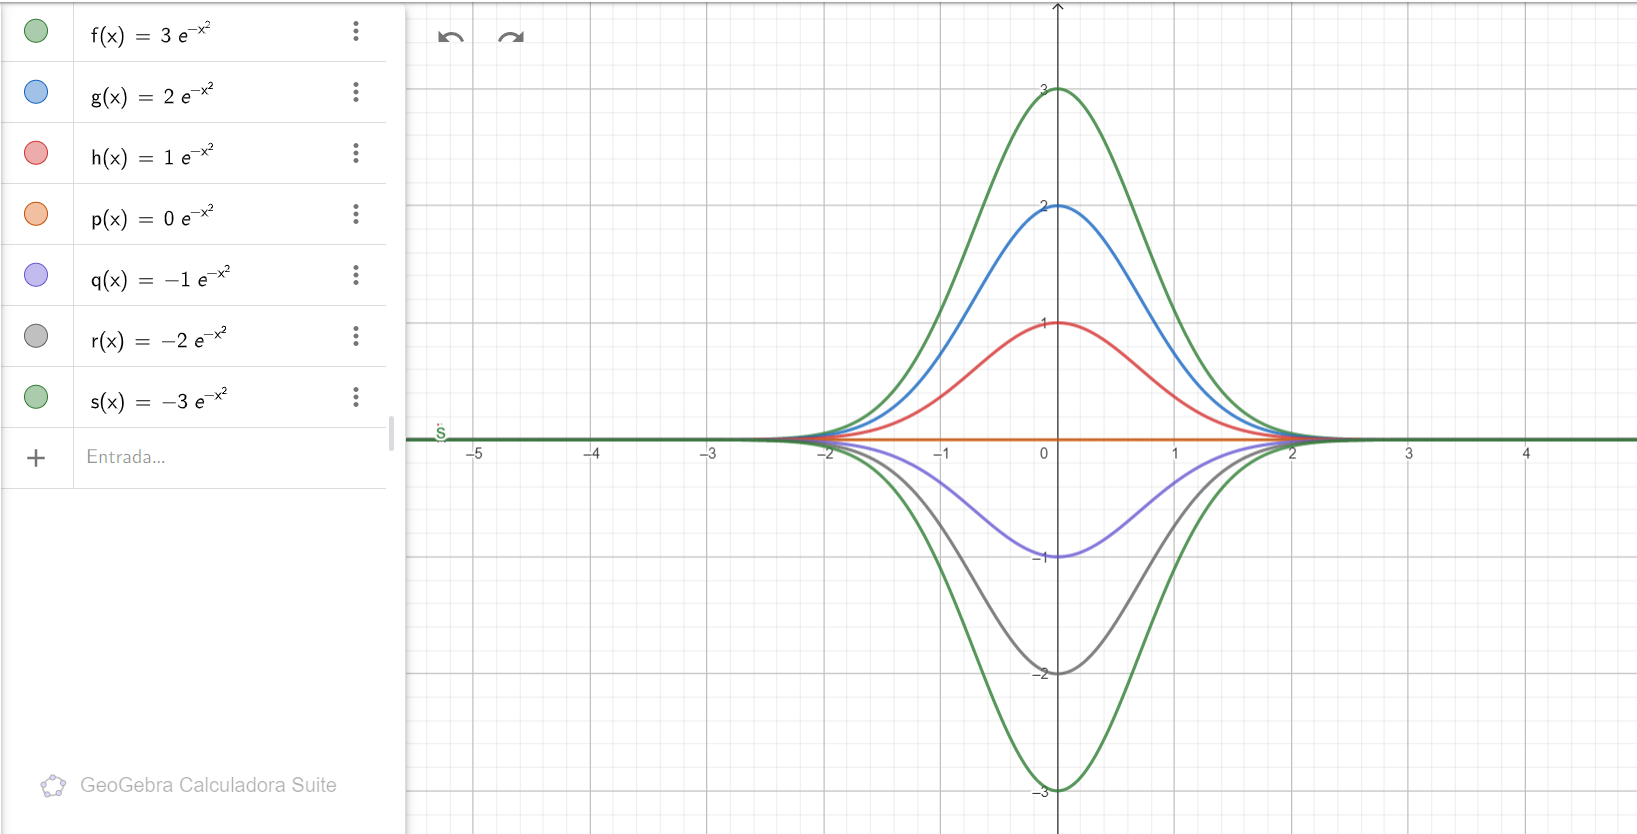 f(x) = 3 e^{−x²}
g(x) = 2 e^{−x²}
h(x) = 1 e^{−x²}
p(x) = 0 e^{−x²}
q(x) = −1 e^{−x²}
r(x) = −2 e^{−x²}
s(x) = −3 e^{−x²}
+ Entrada...
GeoGebra Calculadora Suite
3
2
1
s
−5 −4 −3 −2 −1 0 1 2 3 4
−1
−2
−3